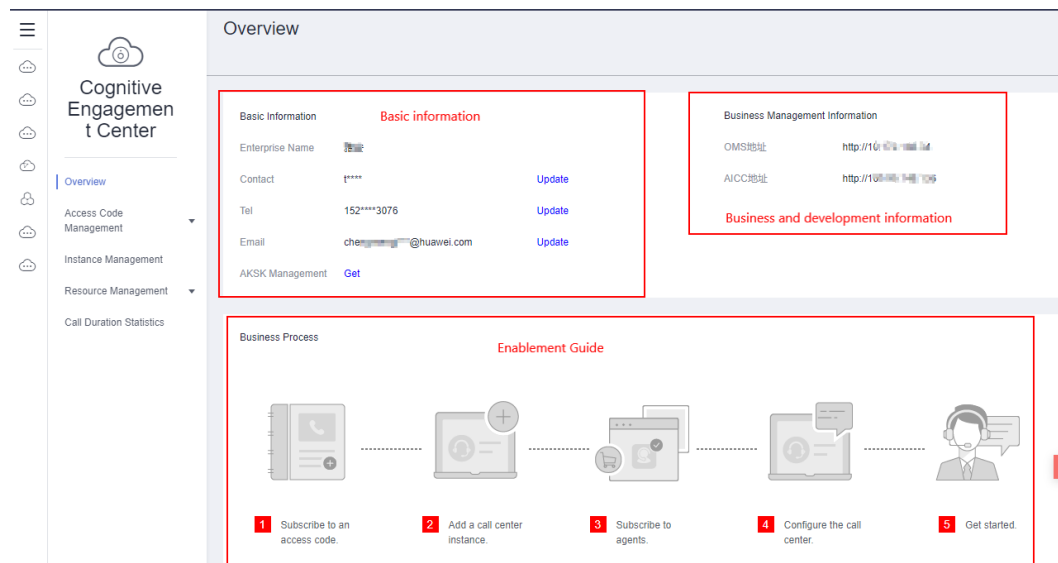 Overview
Cognitive
Engagemen
t Center
Overview
Access Code
Management
Instance Management
Resource Management
Call Duration Statistics
Basic Information
Basic information
Enterprise Name
Contact t**** Update
Tel 152****3076 Update
Email @huawei.com Update
AKSK Management Get
Business Management Information
OMS地址
AICC地址
Business and development information
Business Process
Enablement Guide
1 Subscribe to an
access code.
2 Add a call center
instance.
3 Subscribe to
agents.
4 Configure the call
center.
5 Get started.